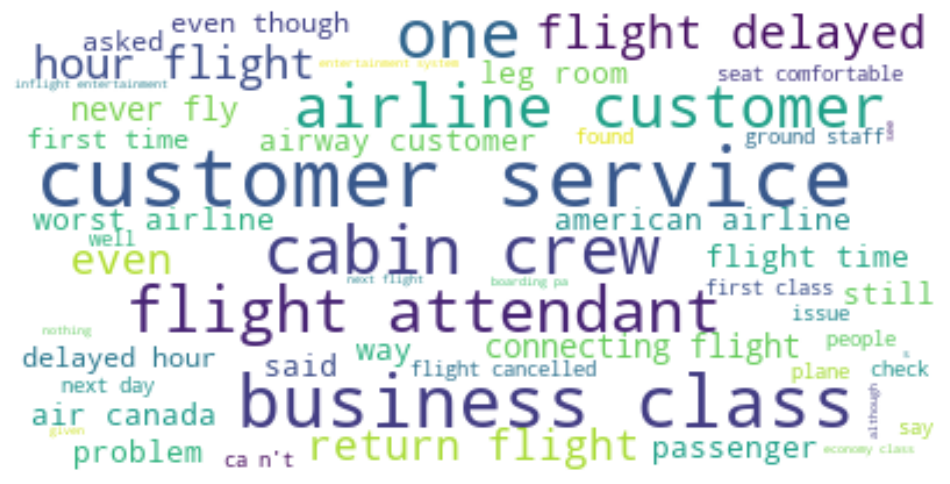 even though
one
flight delayed
asked
hour flight
entertainment system
leg room
seat comfortable
inflight entertainment
never fly
airline customer
first time
airway customer
found
ground staff
see
customer service
worst airline
american airline
well
even
cabin crew
flight time
next flight
boarding pa
first class
still
flight attendant
issue
nothing
connecting flight
people
delayed hour
said
way
flight cancelled
plane
check
next day
business class
although
air canada
given
return flight
say
problem
ca n't
passenger
economy class